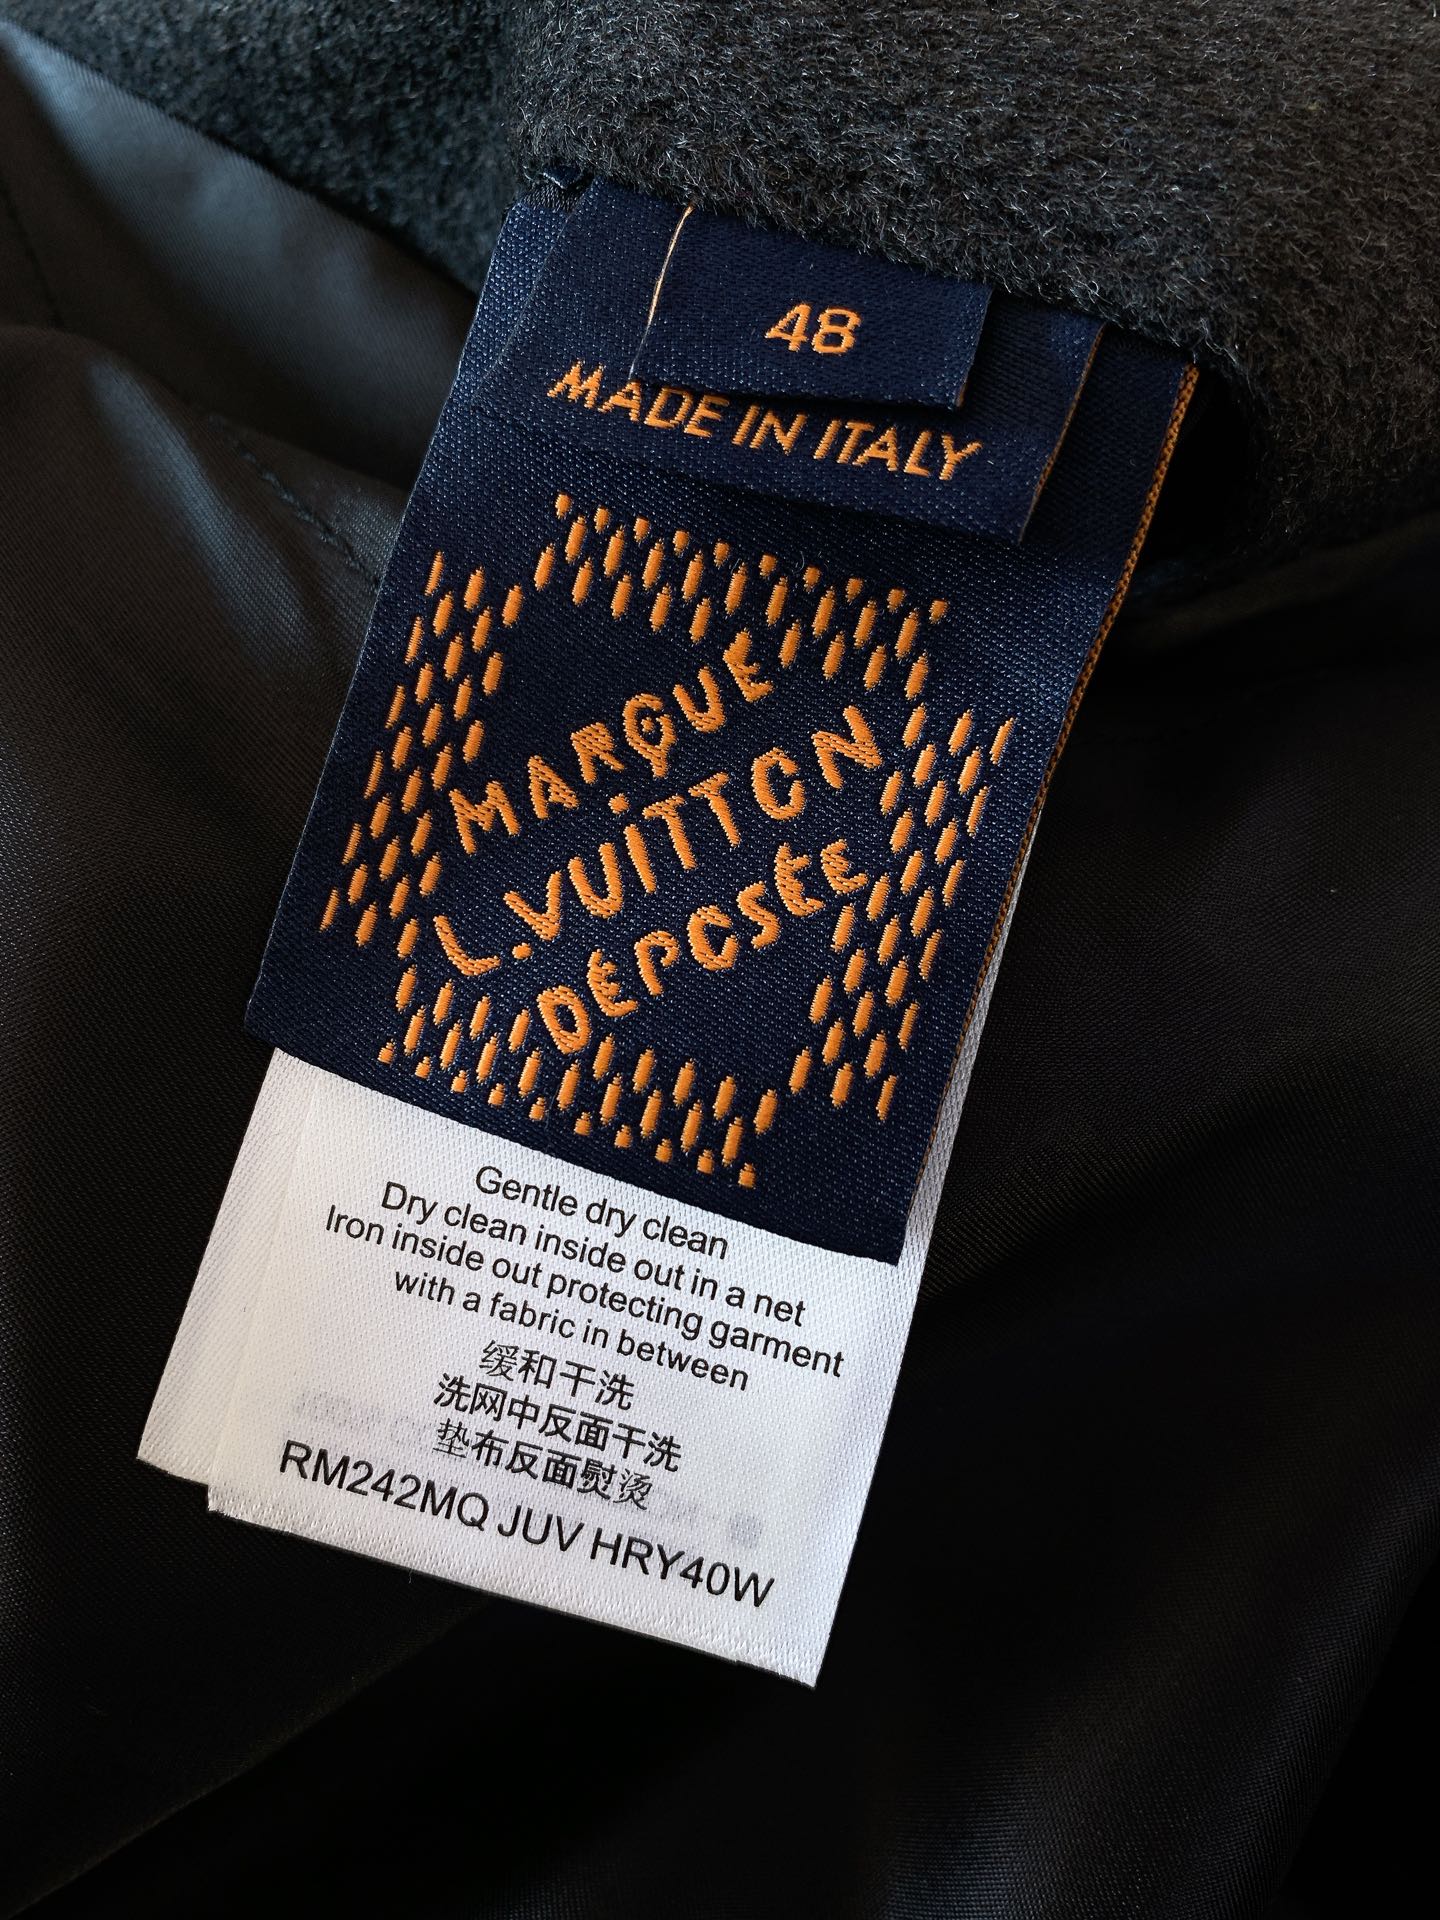 48
MADE IN ITALY
MARQUE
L.VUITTON
DÉPOSÉE
Gentle dry clean
Dry clean inside out in a net
Iron inside out protecting garment
with a fabric in between
缓和干洗
洗网中反面干洗
垫布反面熨烫
RM242MQ JUV HRY40W